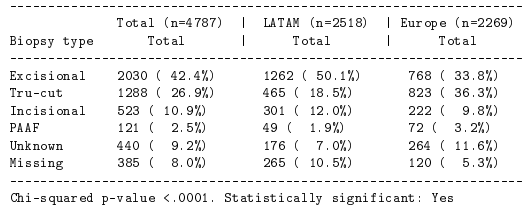 Total (n=4787) | LATAM (n=2518) | Europe (n=2269)
Biopsy type Total | Total | Total
Excisional 2030 ( 42.4%) 1262 ( 50.1%) 768 ( 33.8%)
Tru-cut 1288 ( 26.9%) 465 ( 18.5%) 823 ( 36.3%)
Incisional 523 ( 10.9%) 301 ( 12.0%) 222 ( 9.8%)
PAAF 121 ( 2.5%) 49 ( 1.9%) 72 ( 3.2%)
Unknown 440 ( 9.2%) 176 ( 7.0%) 264 ( 11.6%)
Missing 385 ( 8.0%) 265 ( 10.5%) 120 ( 5.3%)
Chi-squared p-value <.0001. Statistically significant: Yes